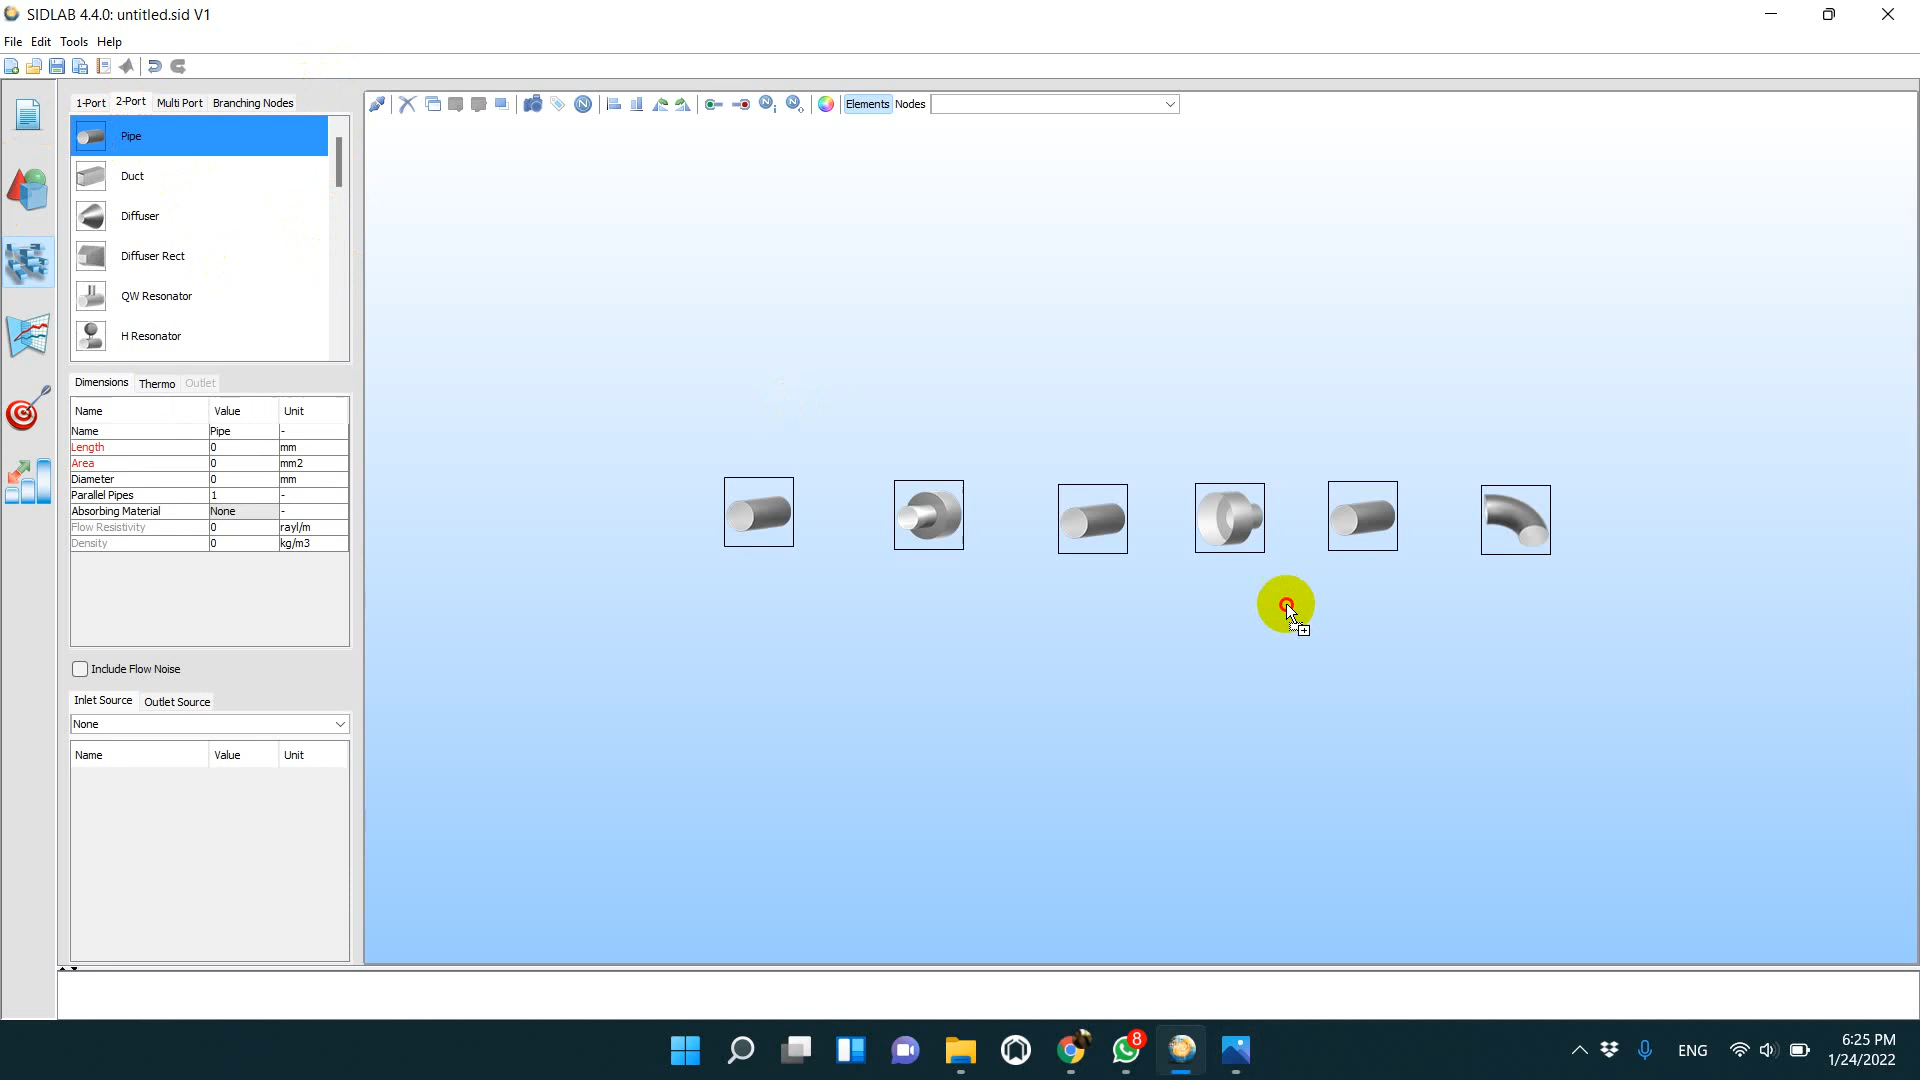 SIDLAB 4.4.0: untitled.sid V1
File Edit Tools Help
1-Port 2-Port Multi Port Branching Nodes
Elements Nodes
Pipe
Duct
Diffuser
Diffuser Rect
QW Resonator
H Resonator
Dimensions Thermo Outlet
Name Value Unit
Name Pipe -
Length 0 mm
Area 0 mm2
Diameter 0 mm
Parallel Pipes 1 -
Absorbing Material None -
Flow Resistivity 0 rayl/m
Density 0 kg/m3
Include Flow Noise
Inlet Source Outlet Source
None
Name Value Unit
8
ENG
6:25 PM
1/24/2022